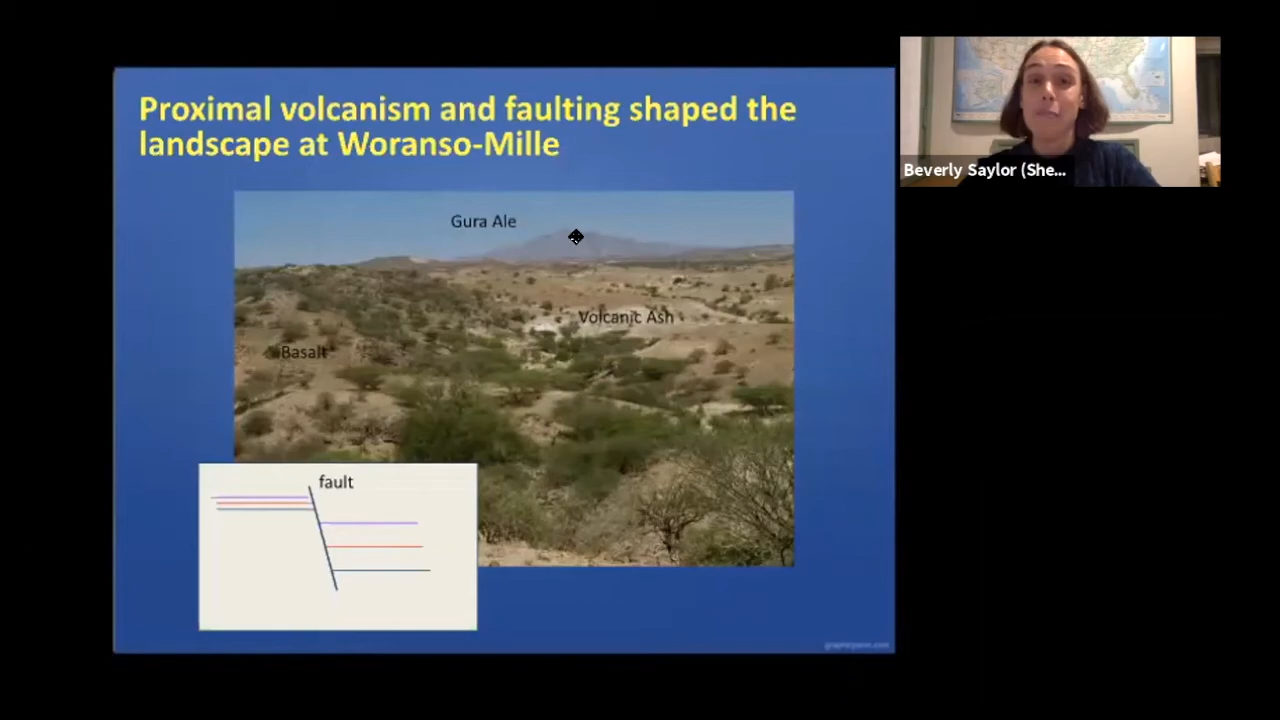 Proximal volcanism and faulting shaped the
landscape at Woranso-Mille
Gura Ale
Volcanic Ash
Basalt
fault
Beverly Saylor (She...